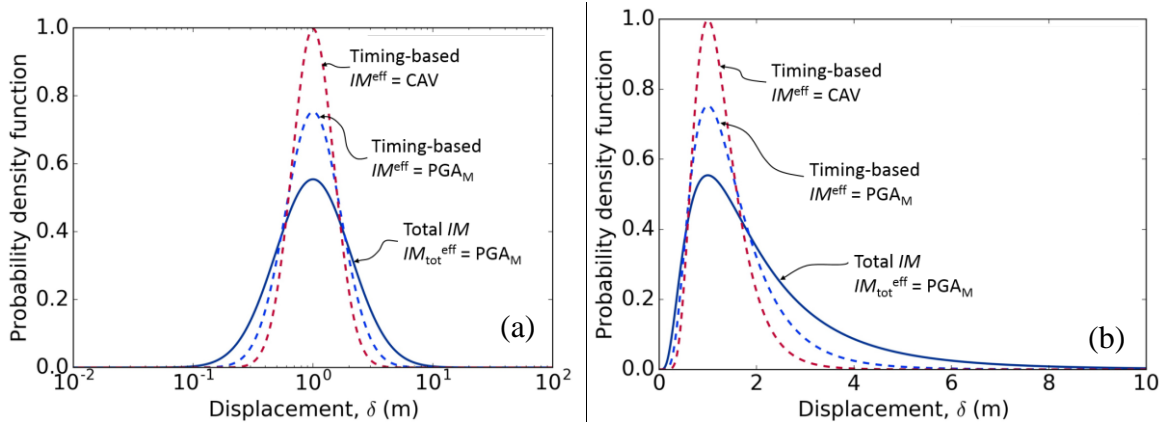 Probability density function
1.0
0.8
0.6
0.4
0.2
0.0
Timing-based
IM^eff = CAV
Timing-based
IM^eff = PGA_M
Total IM
IM_tot^eff = PGA_M
(a)
10^-2
10^-1
10^0
10^1
10^2
Displacement, δ (m)
Probability density function
1.0
0.8
0.6
0.4
0.2
0.0
Timing-based
IM^eff = CAV
Timing-based
IM^eff = PGA_M
Total IM
IM_tot^eff = PGA_M
(b)
0
2
4
6
8
10
Displacement, δ (m)